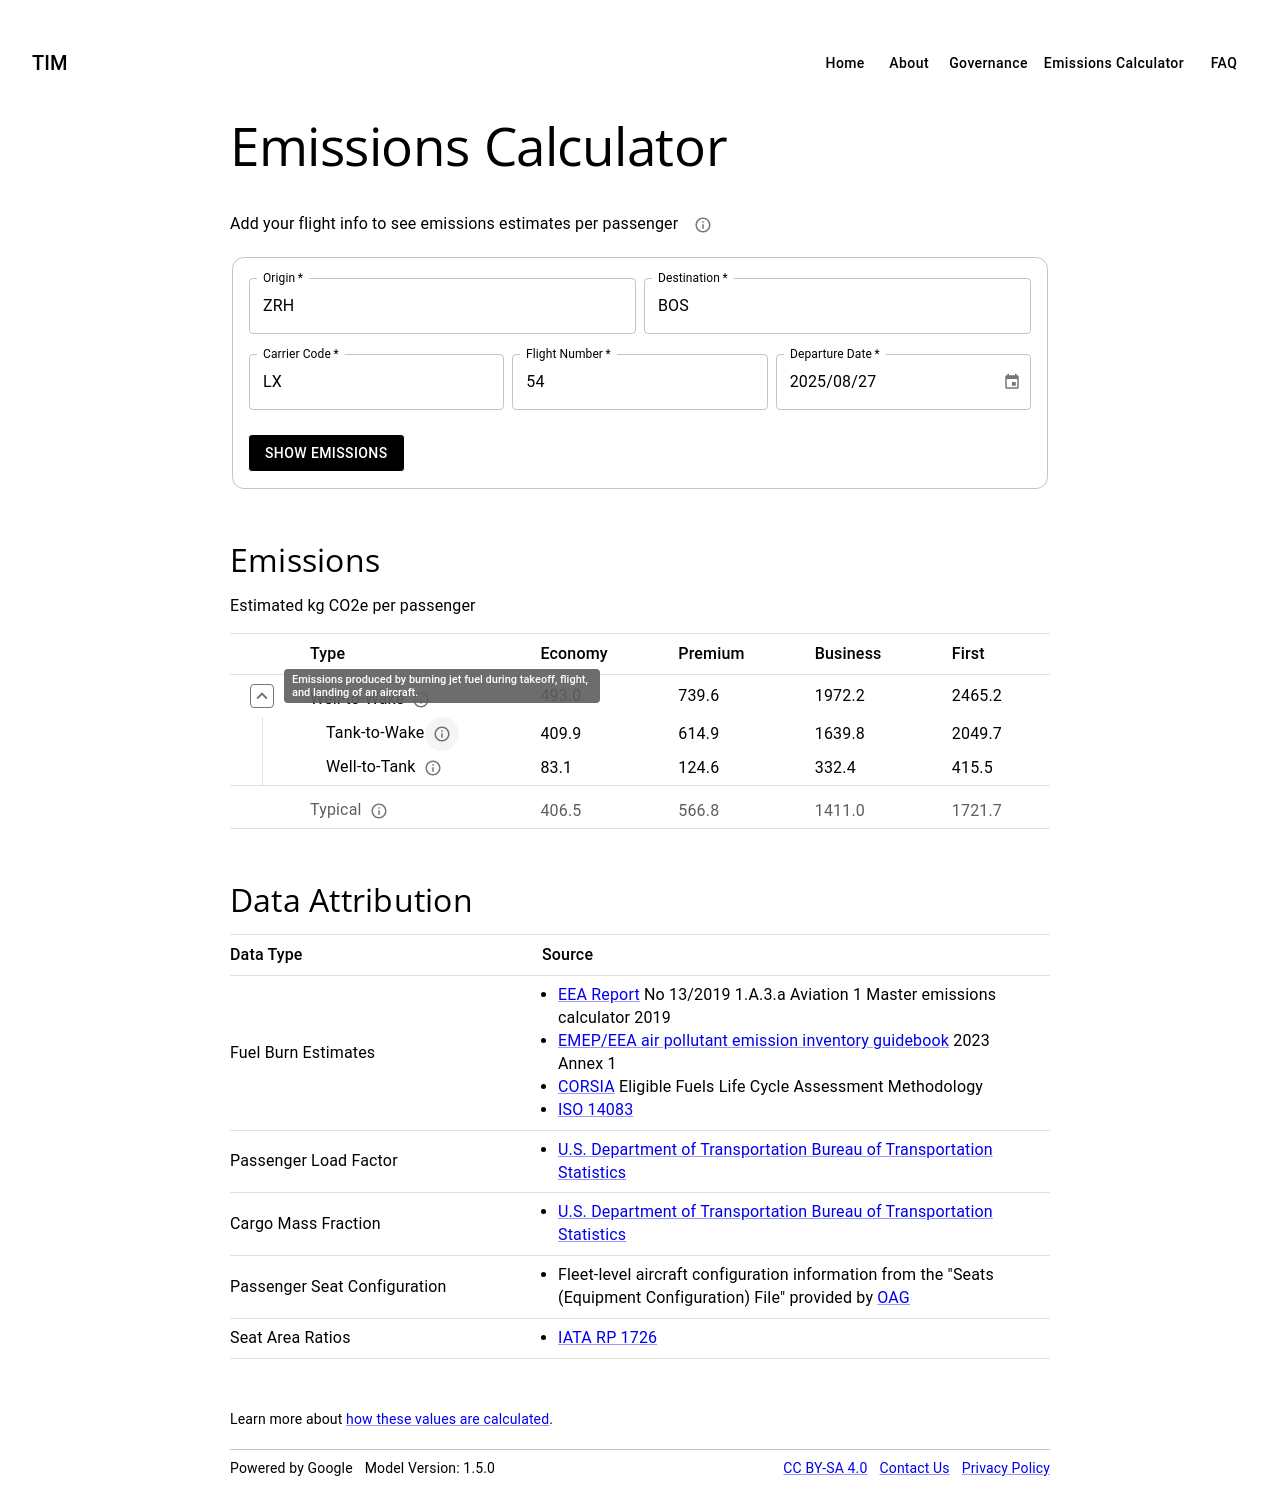 TIM
Home About Governance Emissions Calculator FAQ
Emissions Calculator
Add your flight info to see emissions estimates per passenger
Origin *
ZRH
Destination *
BOS
Carrier Code *
LX
Flight Number *
54
Departure Date *
2025/08/27
SHOW EMISSIONS
Emissions
Estimated kg CO2e per passenger
Type Economy Premium Business First
Emissions produced by burning jet fuel during takeoff, flight,
and landing of an aircraft.
Well-to-Wake 493.0 739.6 1972.2 2465.2
Tank-to-Wake 409.9 614.9 1639.8 2049.7
Well-to-Tank 83.1 124.6 332.4 415.5
Typical 406.5 566.8 1411.0 1721.7
Data Attribution
Data Type Source
Fuel Burn Estimates
• EEA Report No 13/2019 1.A.3.a Aviation 1 Master emissions
calculator 2019
• EMEP/EEA air pollutant emission inventory guidebook 2023
Annex 1
• CORSIA Eligible Fuels Life Cycle Assessment Methodology
• ISO 14083
Passenger Load Factor
• U.S. Department of Transportation Bureau of Transportation
Statistics
Cargo Mass Fraction
• U.S. Department of Transportation Bureau of Transportation
Statistics
Passenger Seat Configuration
• Fleet-level aircraft configuration information from the "Seats
(Equipment Configuration) File" provided by OAG
Seat Area Ratios
• IATA RP 1726
Learn more about how these values are calculated.
Powered by Google Model Version: 1.5.0 CC BY-SA 4.0 Contact Us Privacy Policy